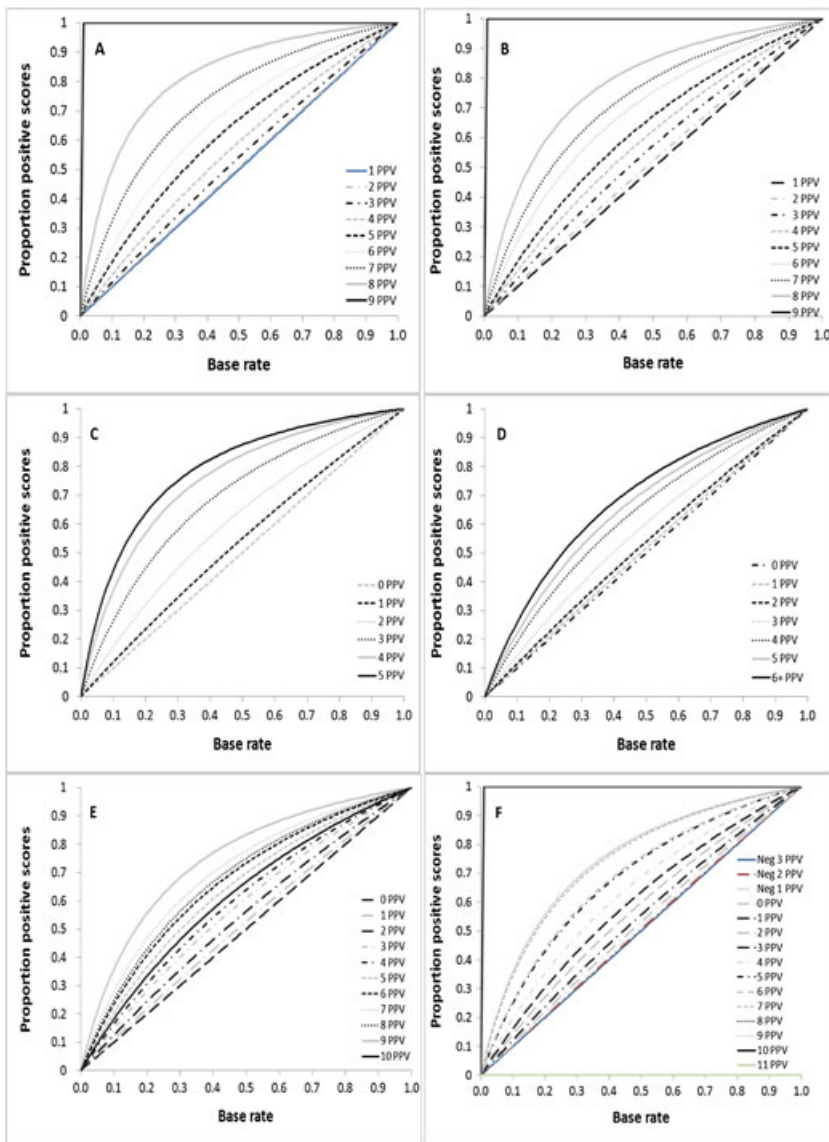 A
Proportion positive scores
1
0.9
0.8
0.7
0.6
0.5
0.4
0.3
0.2
0.1
0
0.0 0.1 0.2 0.3 0.4 0.5 0.6 0.7 0.8 0.9 1.0
Base rate
1 PPV
2 PPV
3 PPV
4 PPV
5 PPV
6 PPV
7 PPV
8 PPV
9 PPV
B
Proportion positive scores
1
0.9
0.8
0.7
0.6
0.5
0.4
0.3
0.2
0.1
0
0.0 0.1 0.2 0.3 0.4 0.5 0.6 0.7 0.8 0.9 1.0
Base rate
1 PPV
2 PPV
3 PPV
4 PPV
5 PPV
6 PPV
7 PPV
8 PPV
9 PPV
C
Proportion positive scores
1
0.9
0.8
0.7
0.6
0.5
0.4
0.3
0.2
0.1
0
0.0 0.1 0.2 0.3 0.4 0.5 0.6 0.7 0.8 0.9 1.0
Base rate
0 PPV
1 PPV
2 PPV
3 PPV
4 PPV
5 PPV
D
Proportion positive scores
1
0.9
0.8
0.7
0.6
0.5
0.4
0.3
0.2
0.1
0
0.0 0.1 0.2 0.3 0.4 0.5 0.6 0.7 0.8 0.9 1.0
Base rate
0 PPV
1 PPV
2 PPV
3 PPV
4 PPV
5 PPV
6+ PPV
E
Proportion positive scores
1
0.9
0.8
0.7
0.6
0.5
0.4
0.3
0.2
0.1
0
0.0 0.1 0.2 0.3 0.4 0.5 0.6 0.7 0.8 0.9 1.0
Base rate
0 PPV
1 PPV
2 PPV
3 PPV
4 PPV
5 PPV
6 PPV
7 PPV
8 PPV
9 PPV
10 PPV
F
Proportion positive scores
1
0.9
0.8
0.7
0.6
0.5
0.4
0.3
0.2
0.1
0
0.0 0.1 0.2 0.3 0.4 0.5 0.6 0.7 0.8 0.9 1.0
Base rate
Neg 3 PPV
Neg 2 PPV
Neg 1 PPV
0 PPV
1 PPV
2 PPV
3 PPV
4 PPV
5 PPV
6 PPV
7 PPV
8 PPV
9 PPV
10 PPV
11 PPV